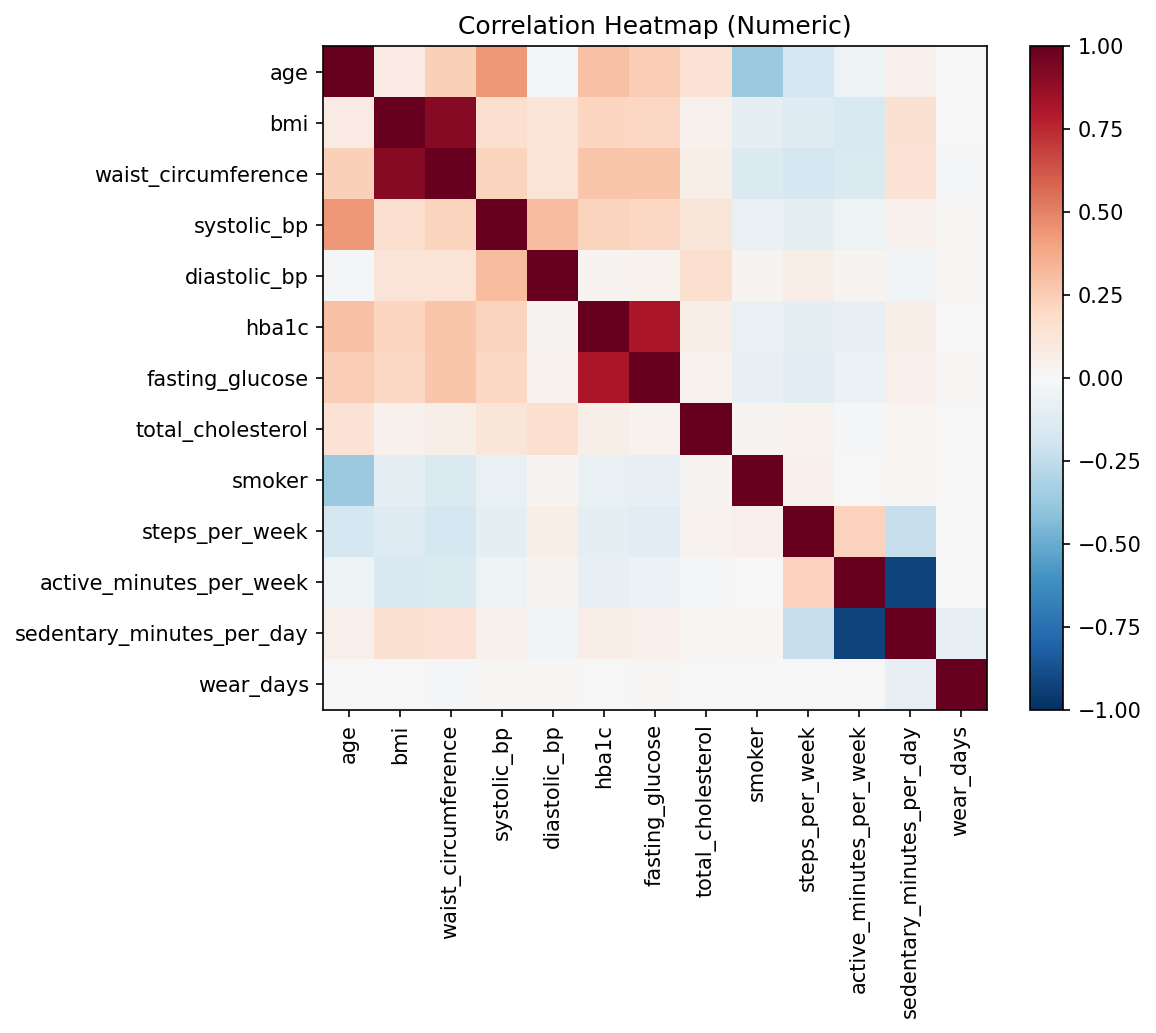 Correlation Heatmap (Numeric)
age
bmi
waist_circumference
systolic_bp
diastolic_bp
hba1c
fasting_glucose
total_cholesterol
smoker
steps_per_week
active_minutes_per_week
sedentary_minutes_per_day
wear_days
age
bmi
waist_circumference
systolic_bp
diastolic_bp
hba1c
fasting_glucose
total_cholesterol
smoker
steps_per_week
active_minutes_per_week
sedentary_minutes_per_day
wear_days
1.00
0.75
0.50
0.25
0.00
−0.25
−0.50
−0.75
−1.00